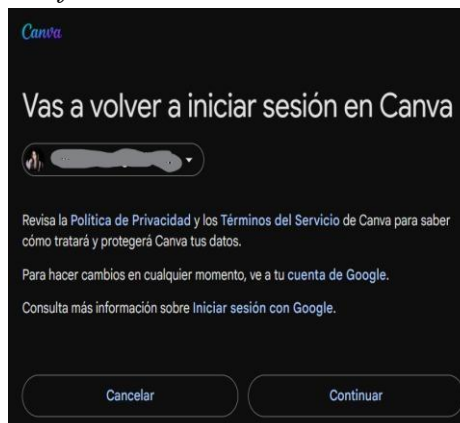 Canva
Vas a volver a iniciar sesión en Canva
Revisa la Política de Privacidad y los Términos del Servicio de Canva para saber
cómo tratará y protegerá Canva tus datos.
Para hacer cambios en cualquier momento, ve a tu cuenta de Google.
Consulta más información sobre Iniciar sesión con Google.
Cancelar
Continuar